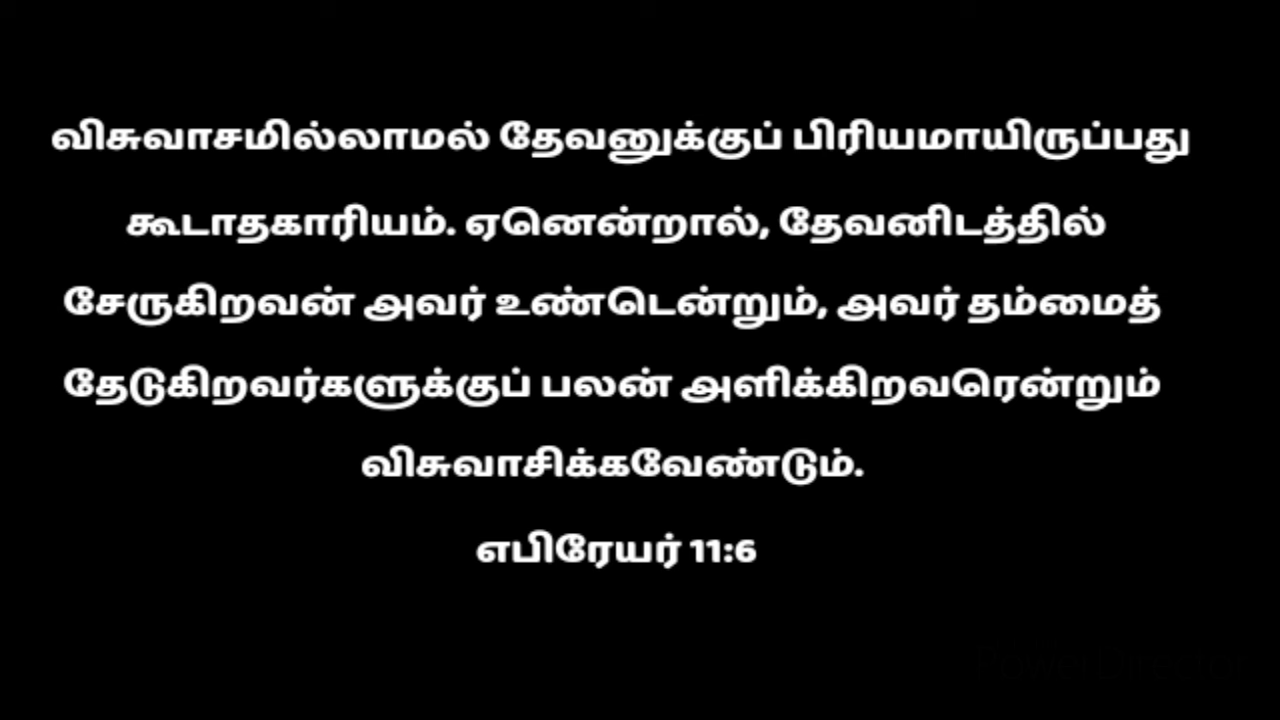 விசுவாசமில்லாமல் தேவனுக்குப் பிரியமாயிருப்பது
கூடாதகாரியம். ஏனென்றால், தேவனிடத்தில்
சேருகிறவன் அவர் உண்டென்றும், அவர் தம்மைத்
தேடுகிறவர்களுக்குப் பலன் அளிக்கிறவரென்றும்
விசுவாசிக்கவேண்டும்.
எபிரேயர் 11:6
PowerDirector